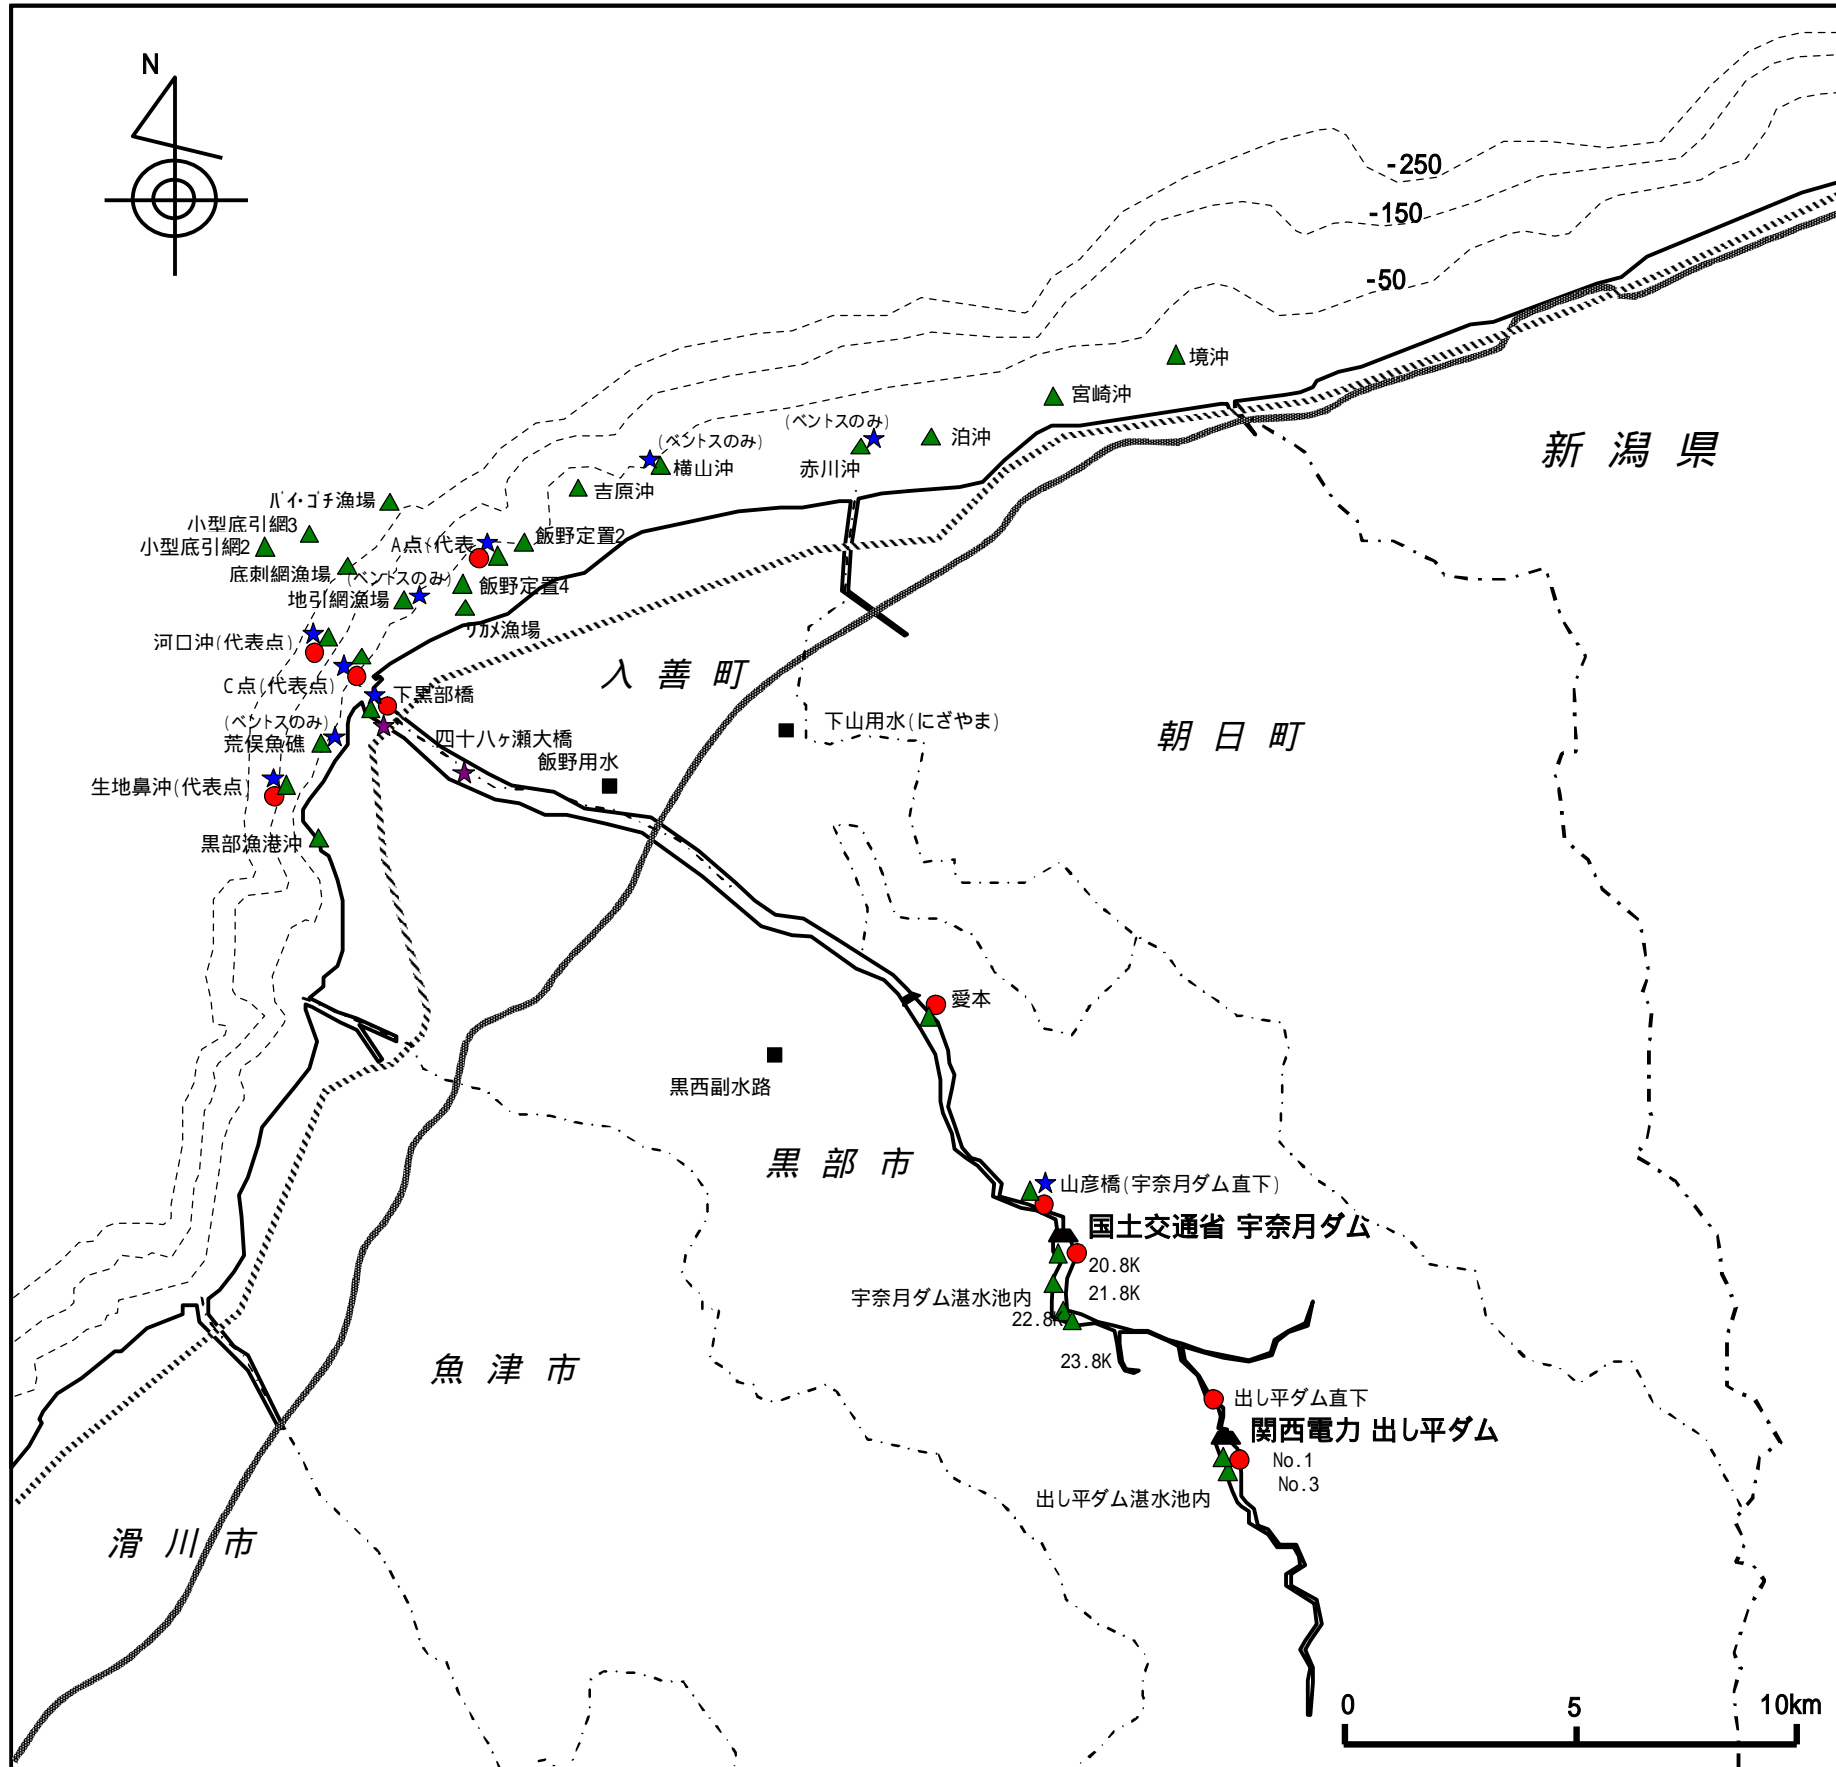 N
-250
-150
-50
境沖
宮崎沖
(ベントスのみ)
泊沖
赤川沖
(ベントスのみ)
横山沖
吉原沖
新潟県
バイ・ゴチ漁場
小型底引網3
小型底引網2
A点(代表
飯野定置2
底刺網漁場
(ベントスのみ)
飯野定置4
地引網漁場
ワカメ漁場
河口沖(代表点)
C点(代表点)
下黒部橋
入善町
(ベントスのみ)
荒俣魚礁
四十八ヶ瀬大橋
飯野用水
下山用水(にざやま)
朝日町
生地鼻沖(代表点)
黒部漁港沖
愛本
黒西副水路
黒部市
山彦橋(宇奈月ダム直下)
国土交通省 宇奈月ダム
20.8K
21.8K
宇奈月ダム湛水池内
22.8K
23.8K
魚津市
出し平ダム直下
関西電力 出し平ダム
No.1
No.3
出し平ダム湛水池内
滑川市
0
5
10km